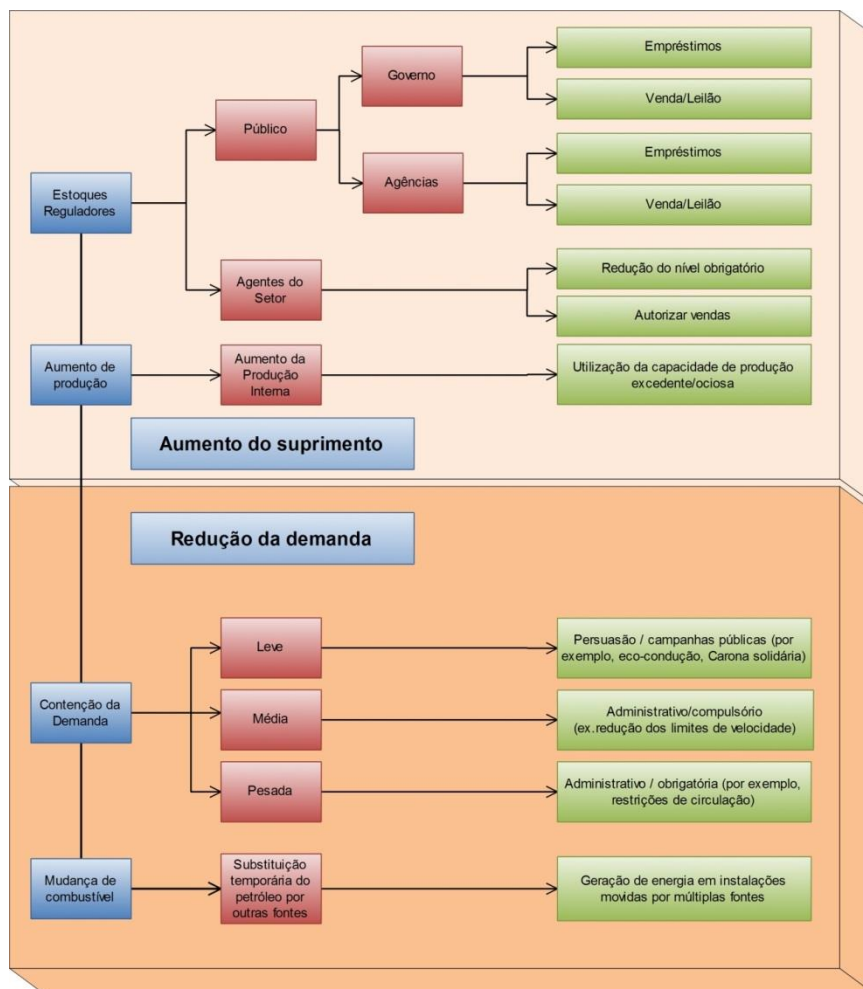 Empréstimos
Governo
Venda/Leilão
Público
Empréstimos
Agências
Venda/Leilão
Estoques
Reguladores
Redução do nível obrigatório
Agentes do
Setor
Autorizar vendas
Aumento de
produção
Aumento da
Produção
Interna
Utilização da capacidade de produção
excedente/ociosa
Aumento do suprimento
Redução da demanda
Leve
Persuasão / campanhas públicas (por
exemplo, eco-condução, Carona solidária)
Contenção da
Demanda
Média
Administrativo/compulsório
(ex.redução dos limites de velocidade)
Pesada
Administrativo / obrigatória (por exemplo,
restrições de circulação)
Mudança de
combustível
Substituição
temporária do
petróleo por
outras fontes
Geração de energia em instalações
movidas por múltiplas fontes